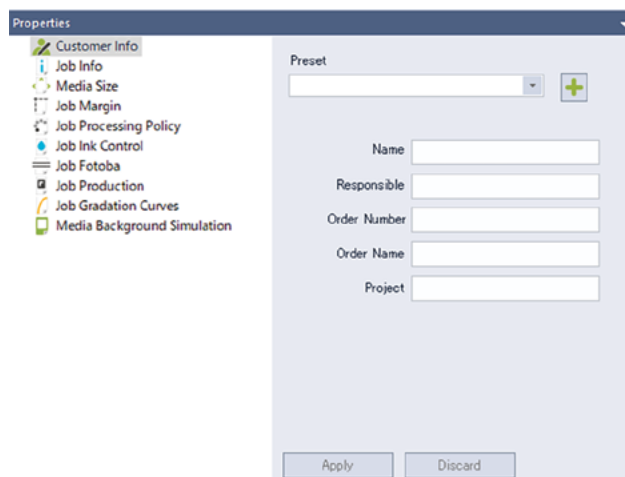 Properties
Customer Info
Job Info
Media Size
Job Margin
Job Processing Policy
Job Ink Control
Job Fotoba
Job Production
Job Gradation Curves
Media Background Simulation
Preset
Name
Responsible
Order Number
Order Name
Project
Apply
Discard